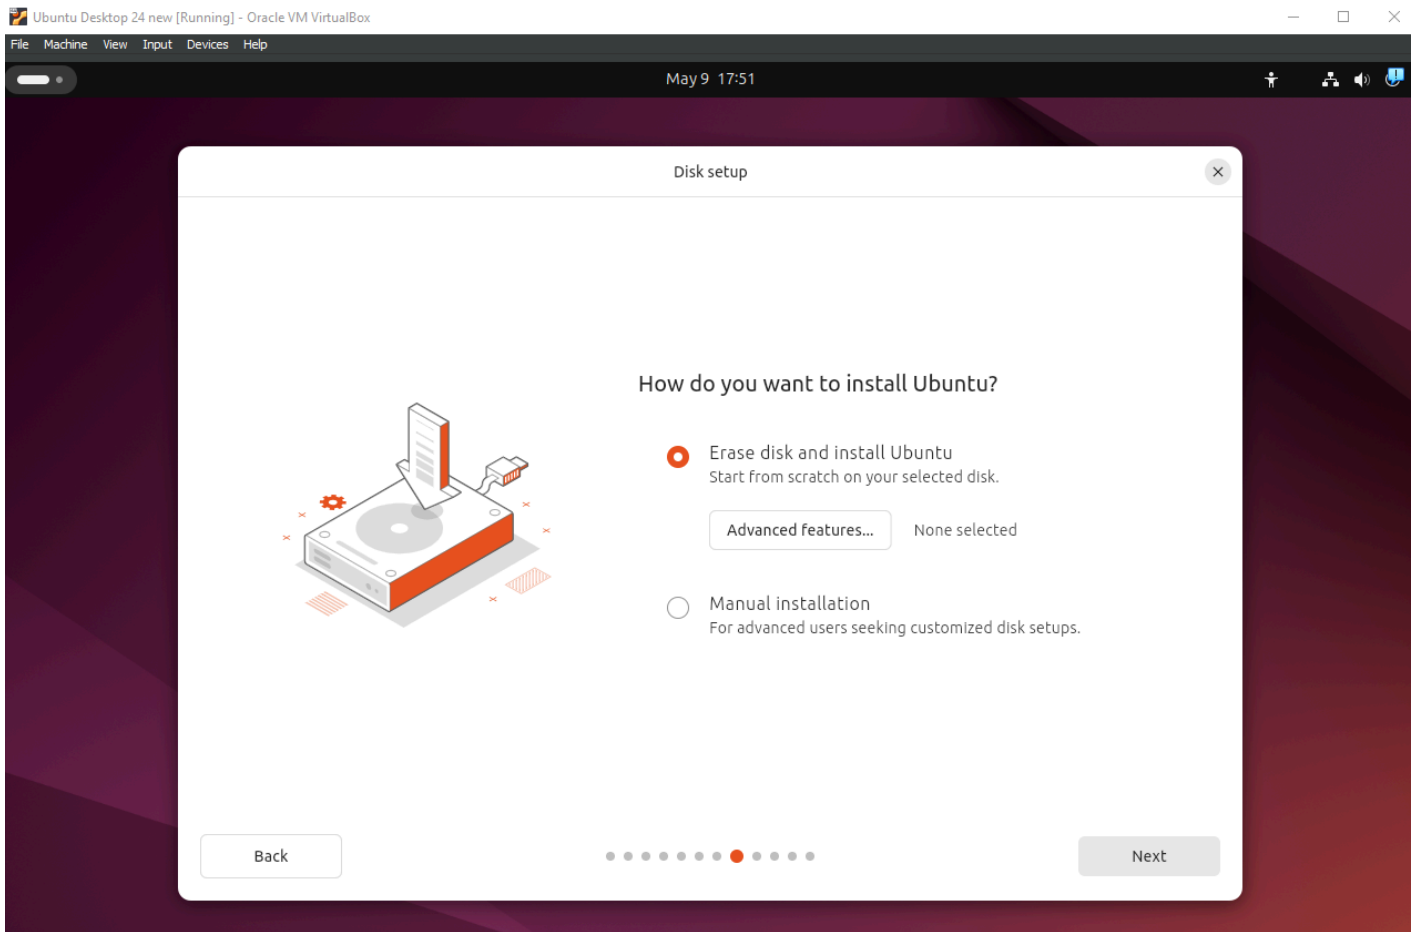 Ubuntu Desktop 24 new [Running] - Oracle VM VirtualBox
File Machine View Input Devices Help
May 9 17:51
Disk setup
How do you want to install Ubuntu?
Erase disk and install Ubuntu
Start from scratch on your selected disk.
Advanced features... None selected
Manual installation
For advanced users seeking customized disk setups.
Back Next